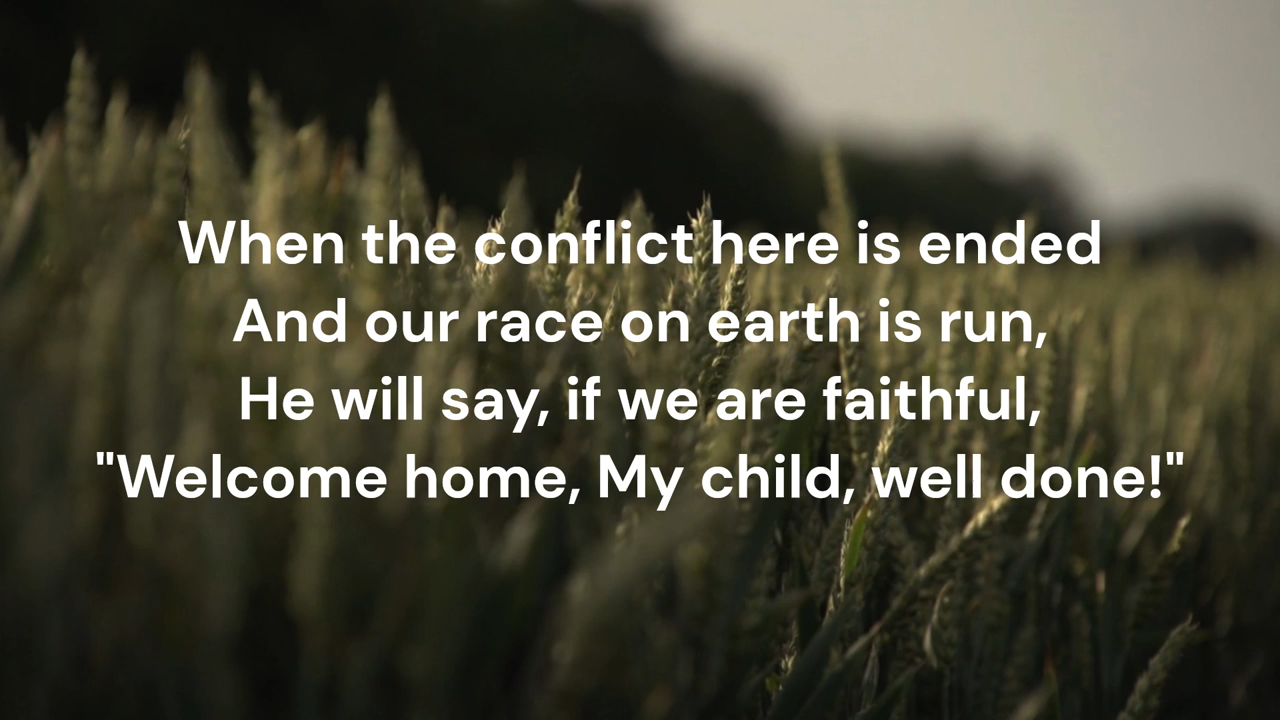 When the conflict here is ended
And our race on earth is run,
He will say, if we are faithful,
"Welcome home, My child, well done!"